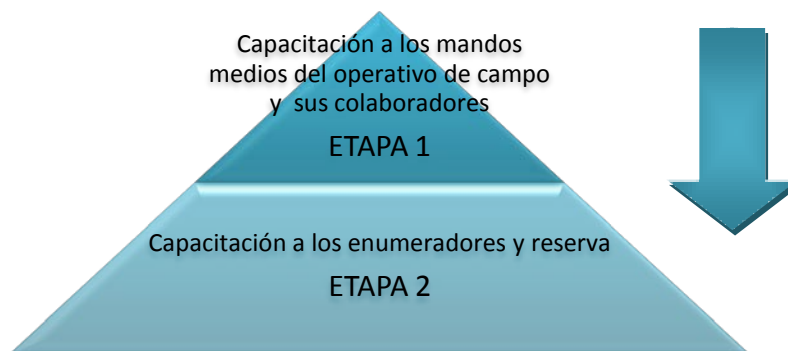 Capacitación a los mandos
medios del operativo de campo
y sus colaboradores
ETAPA 1
Capacitación a los enumeradores y reserva
ETAPA 2